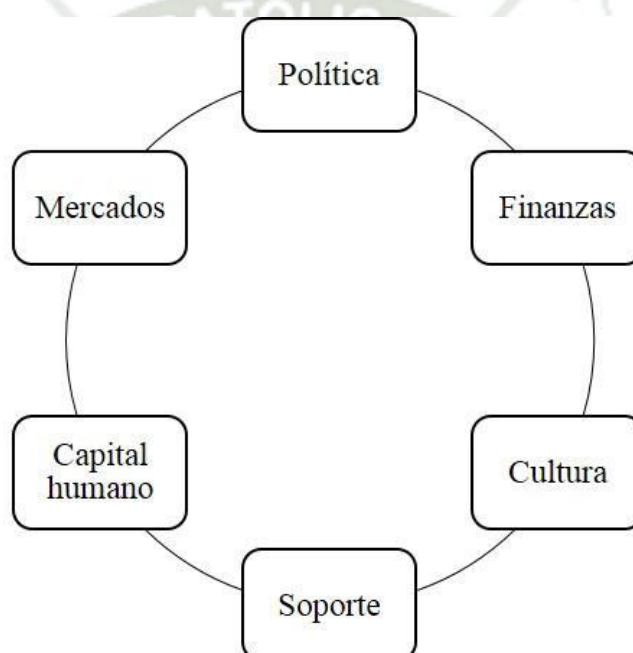 Política
Mercados
Finanzas
Capital
humano
Cultura
Soporte